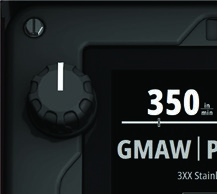 350 in
min
GMAW P
3XX Stainl